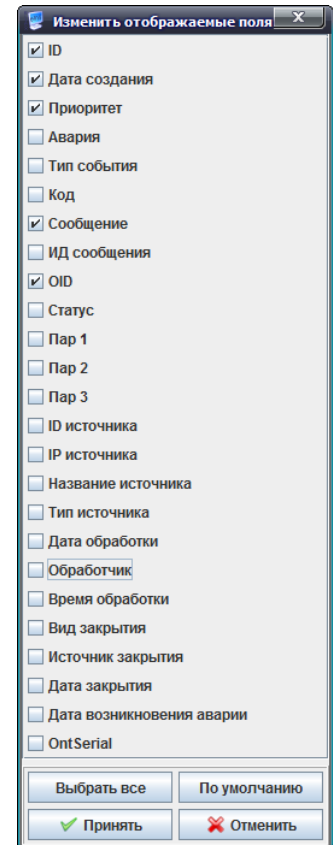 Изменить отображаемые поля
ID
Дата создания
Приоритет
Авария
Тип события
Код
Сообщение
ИД сообщения
OID
Статус
Пар 1
Пар 2
Пар 3
ID источника
IP источника
Название источника
Тип источника
Дата обработки
Обработчик
Время обработки
Вид закрытия
Источник закрытия
Дата закрытия
Дата возникновения аварии
OntSerial
Выбрать все По умолчанию
Принять Отменить